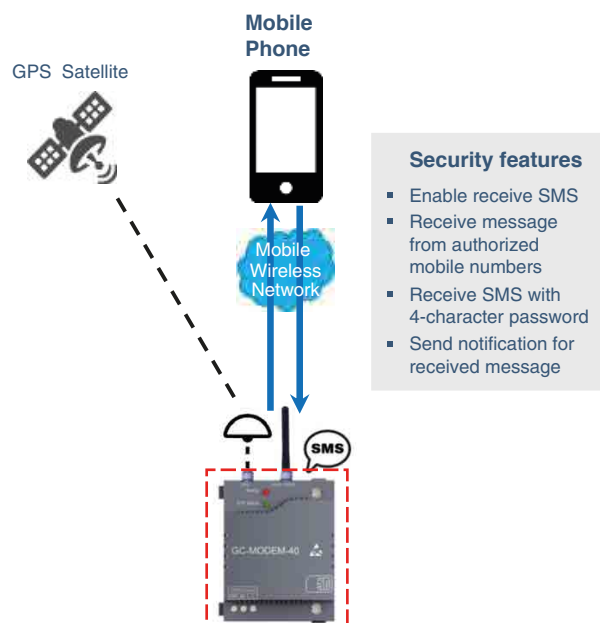 Mobile
Phone
GPS Satellite
Security features
▪ Enable receive SMS
▪ Receive message
from authorized
mobile numbers
▪ Receive SMS with
4-character password
▪ Send notification for
received message
Mobile
Wireless
Network
SMS
GC-MODEM-40